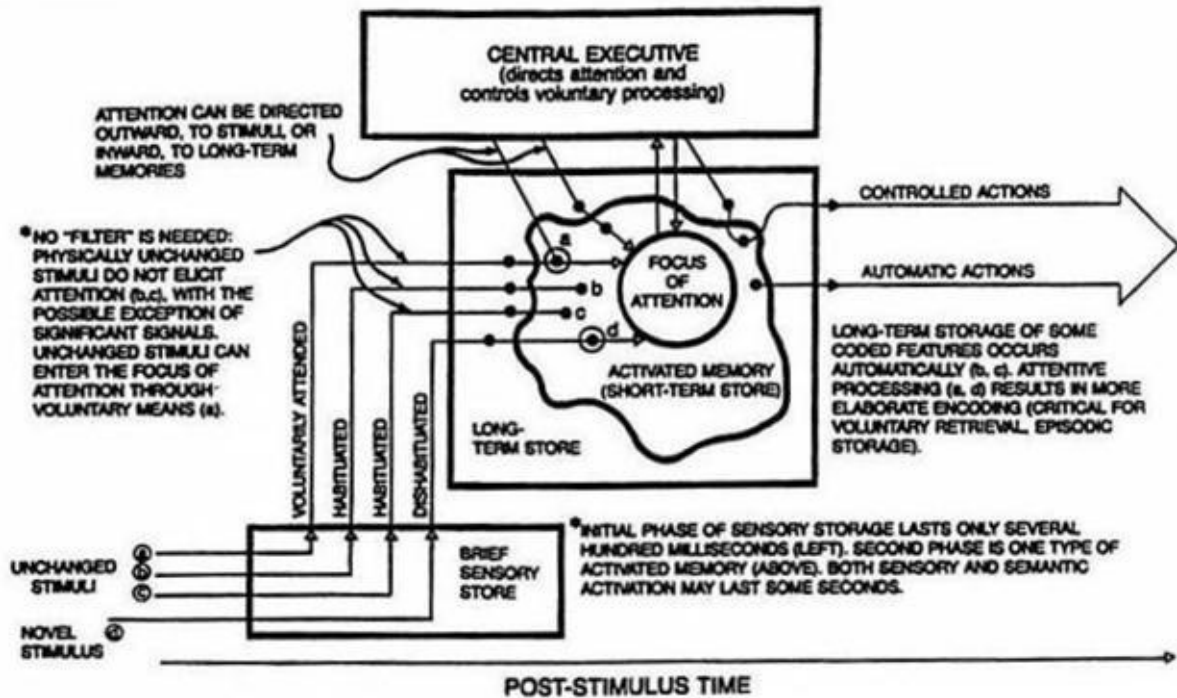 CENTRAL EXECUTIVE
(directs attention and
controls voluntary processing)
ATTENTION CAN BE DIRECTED
OUTWARD, TO STIMULI, OR
INWARD, TO LONG-TERM
MEMORIES
*NO "FILTER" IS NEEDED:
PHYSICALLY UNCHANGED
STIMULI DO NOT ELICIT
ATTENTION (b,c), WITH THE
POSSIBLE EXCEPTION OF
SIGNIFICANT SIGNALS.
UNCHANGED STIMULI CAN
ENTER THE FOCUS OF
ATTENTION THROUGH
VOLUNTARY MEANS (a).
a
b
c
d
FOCUS
OF
ATTENTION
ACTIVATED MEMORY
(SHORT-TERM STORE)
LONG-
TERM STORE
CONTROLLED ACTIONS
AUTOMATIC ACTIONS
LONG-TERM STORAGE OF SOME
CODED FEATURES OCCURS
AUTOMATICALLY (b, c). ATTENTIVE
PROCESSING (a, d) RESULTS IN MORE
ELABORATE ENCODING (CRITICAL FOR
VOLUNTARY RETRIEVAL, EPISODIC
STORAGE).
VOLUNTARILY ATTENDED
HABITUATED
HABITUATED
DISHABITUATED
UNCHANGED
STIMULI
a
b
c
NOVEL
STIMULUS
d
BRIEF
SENSORY
STORE
*INITIAL PHASE OF SENSORY STORAGE LASTS ONLY SEVERAL
HUNDRED MILLISECONDS (LEFT). SECOND PHASE IS ONE TYPE OF
ACTIVATED MEMORY (ABOVE). BOTH SENSORY AND SEMANTIC
ACTIVATION MAY LAST SOME SECONDS.
POST-STIMULUS TIME